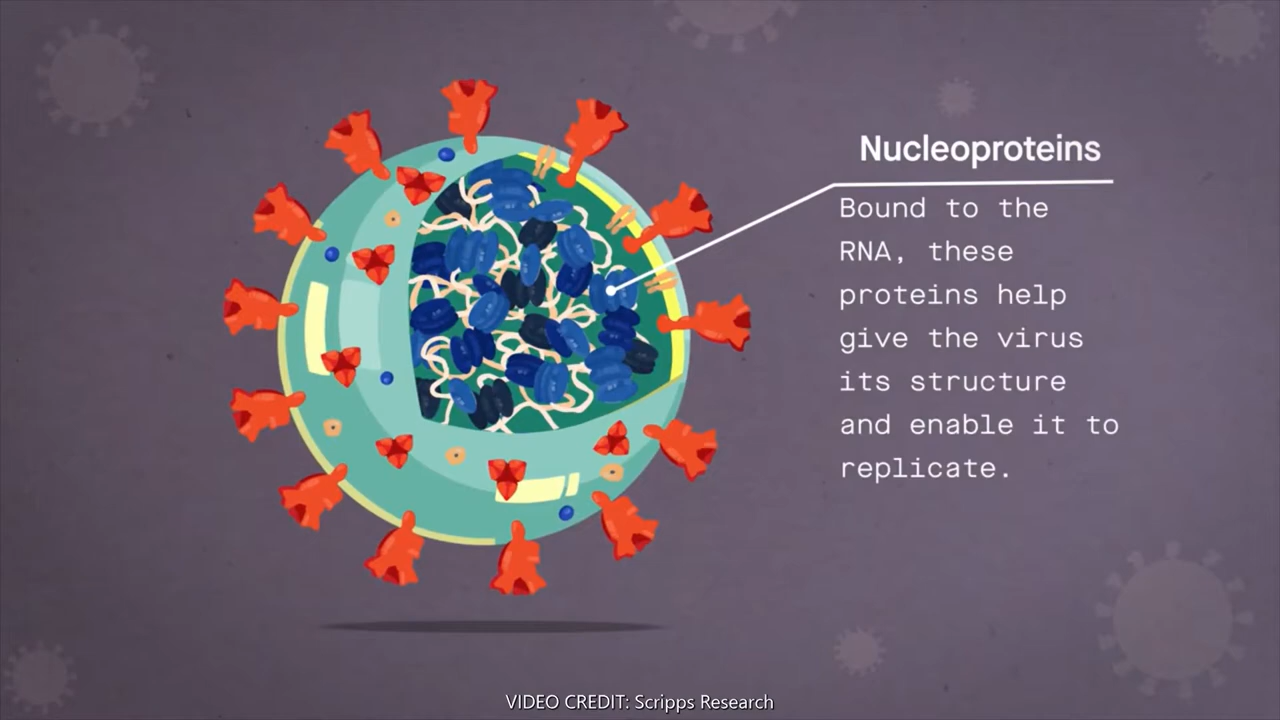 Nucleoproteins
Bound to the
RNA, these
proteins help
give the virus
its structure
and enable it to
replicate.
VIDEO CREDIT: Scripps Research